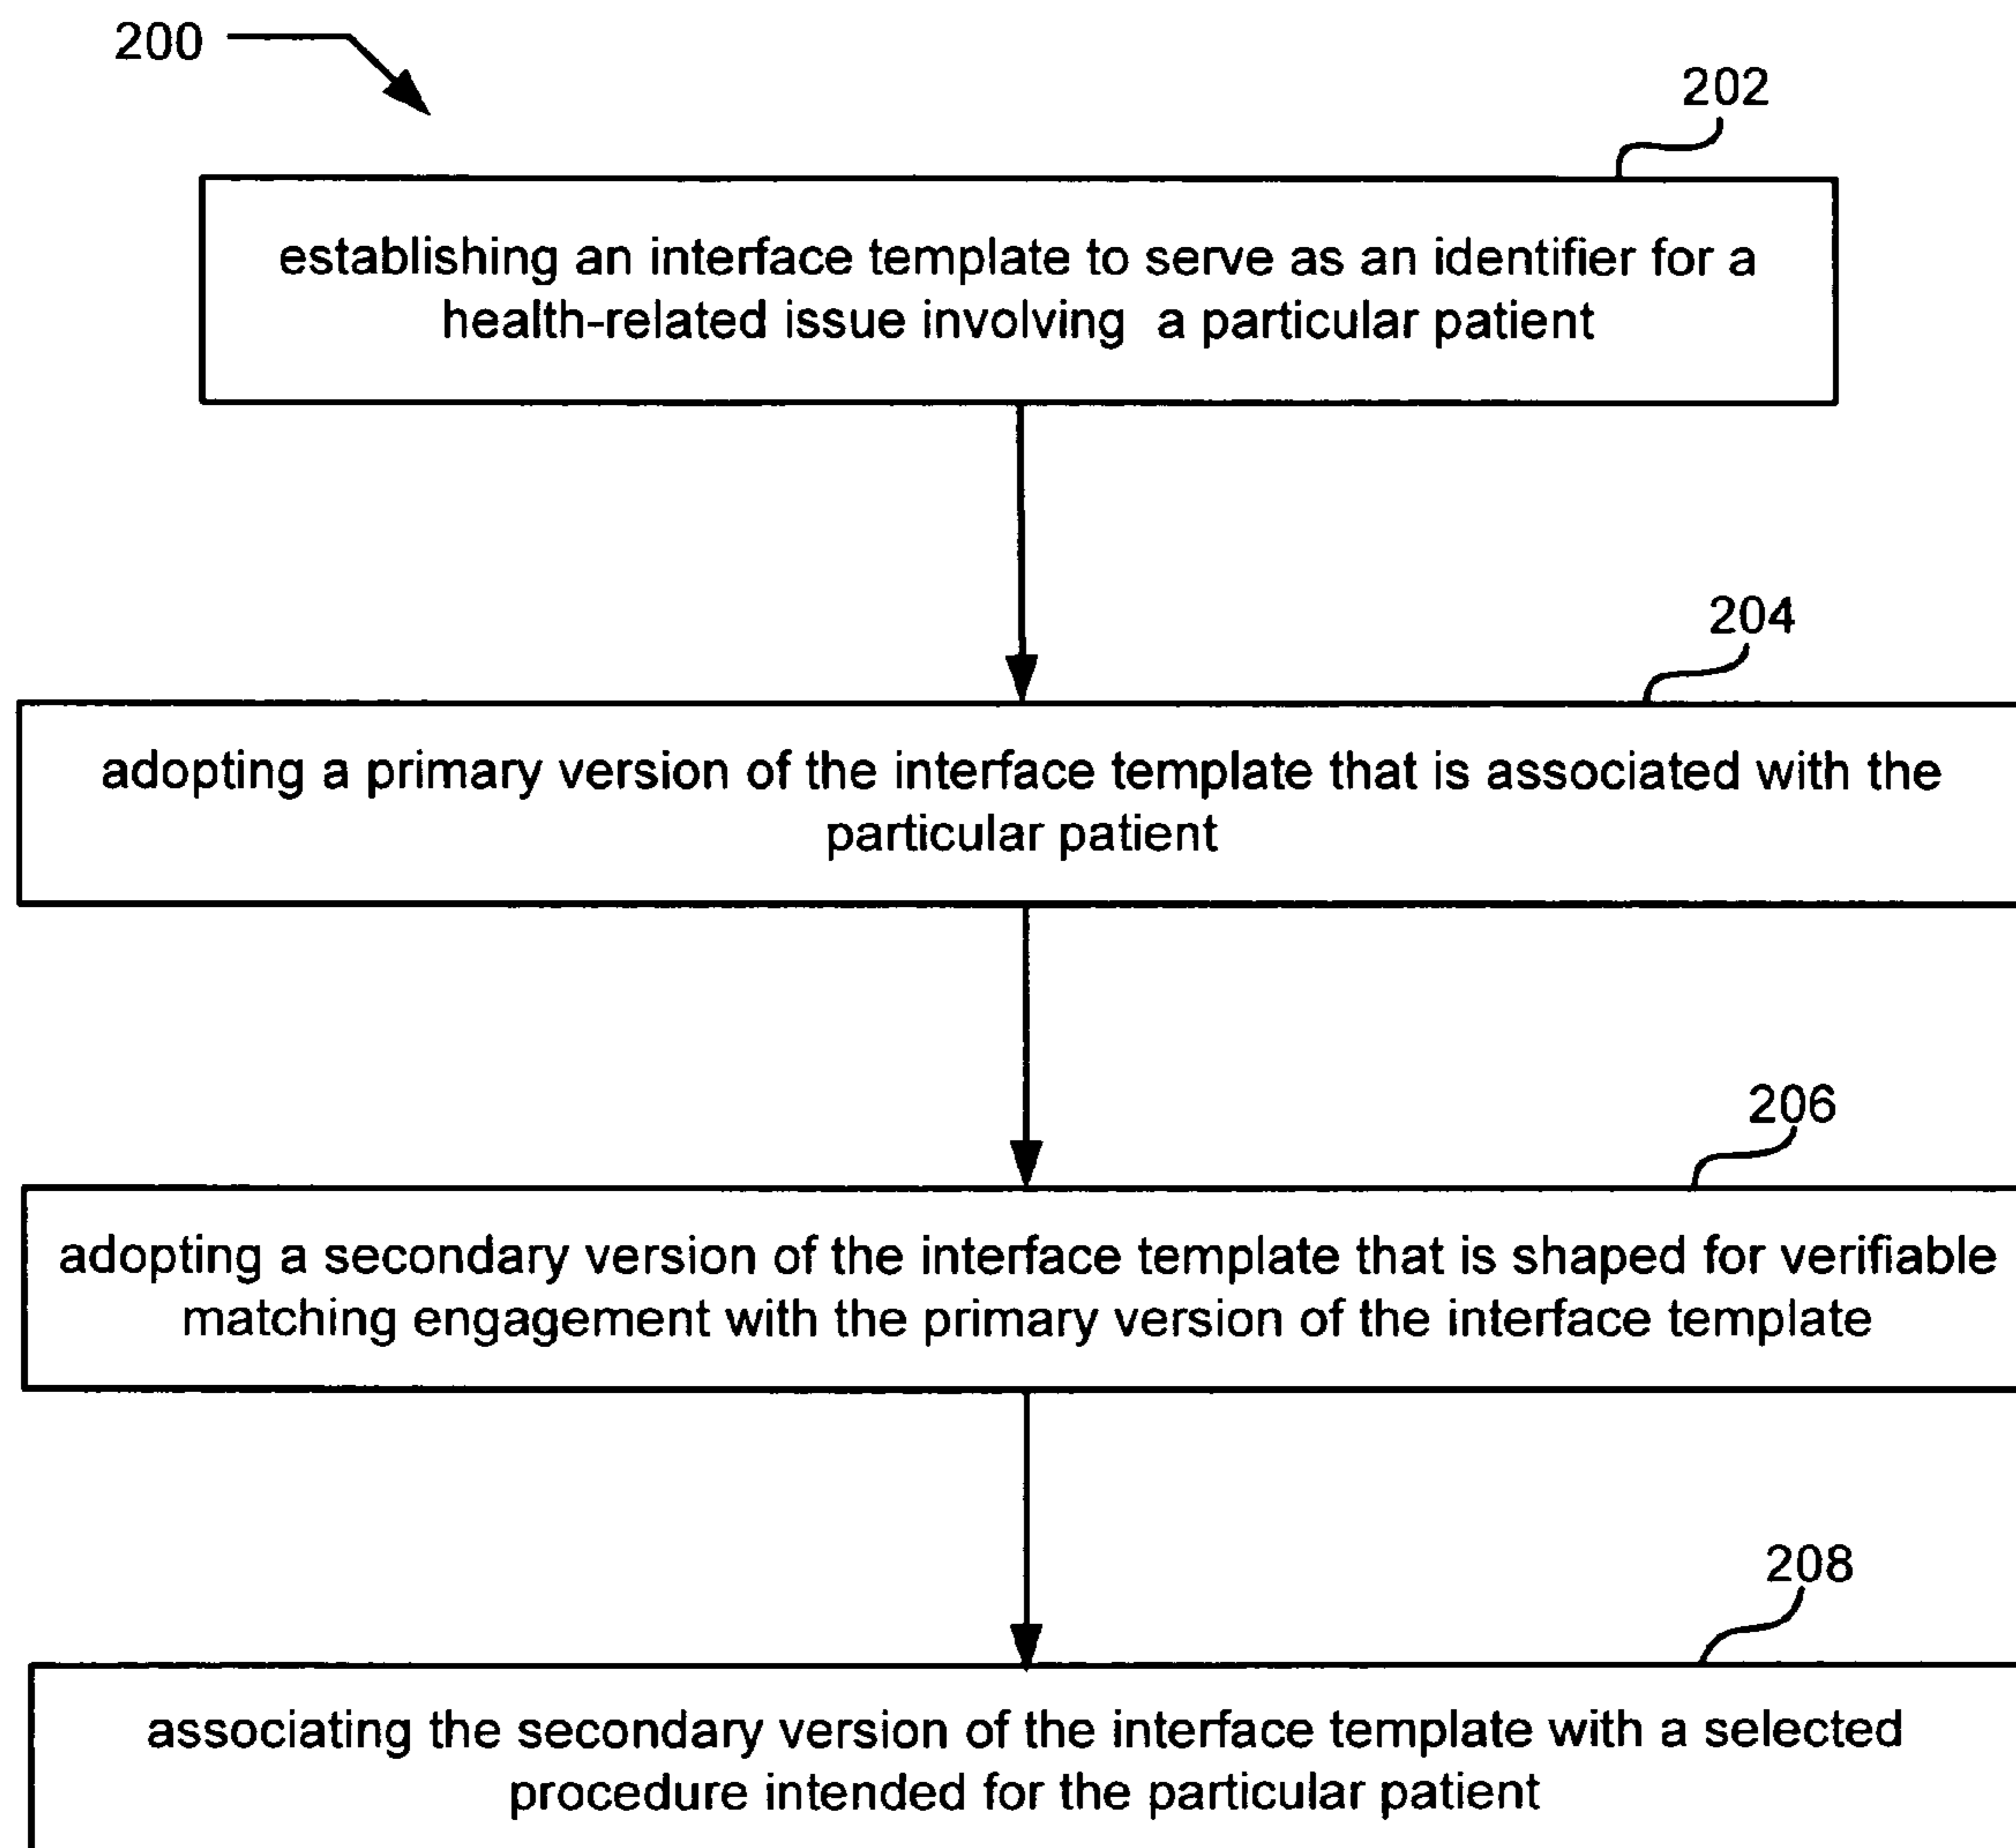 200
202
establishing an interface template to serve as an identifier for a
health-related issue involving a particular patient
204
adopting a primary version of the interface template that is associated with the
particular patient
206
adopting a secondary version of the interface template that is shaped for verifiable
matching engagement with the primary version of the interface template
208
associating the secondary version of the interface template with a selected
procedure intended for the particular patient